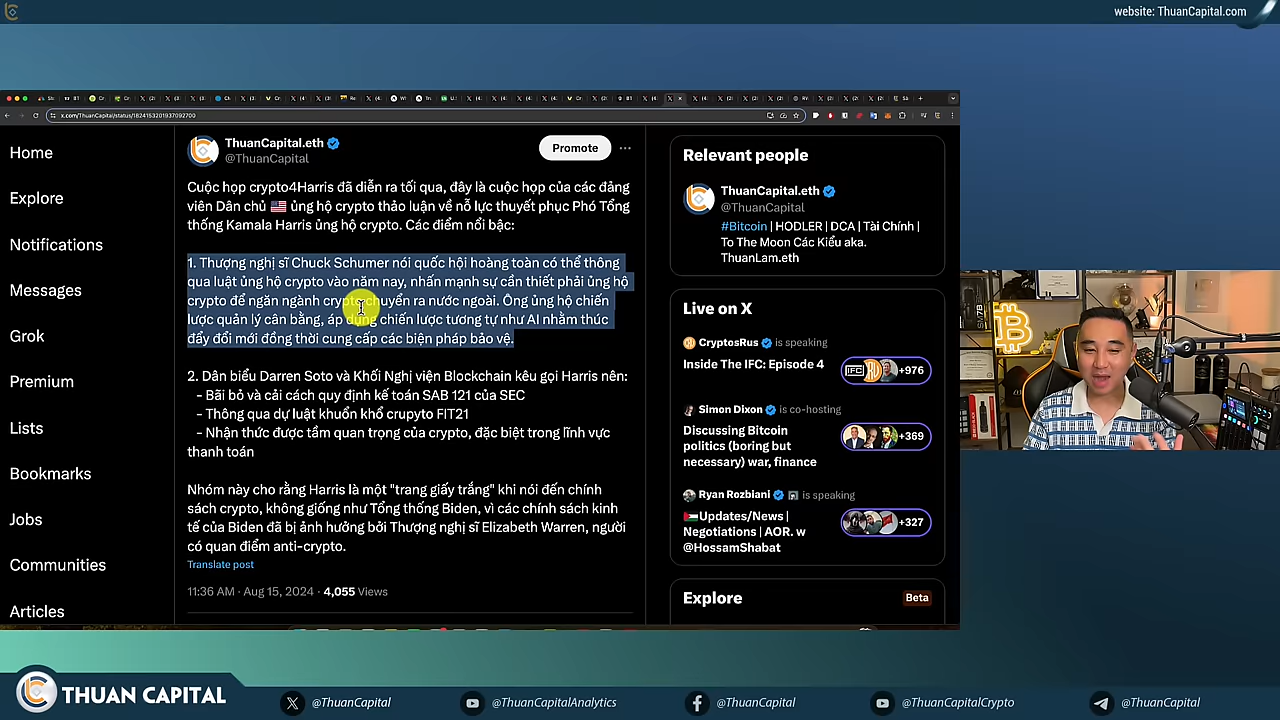 website: ThuanCapital.com
x.com/ThuanCapital/status/1824153201937092700
Home
Explore
Notifications
Messages
Grok
Premium
Lists
Bookmarks
Jobs
Communities
Articles
ThuanCapital.eth
@ThuanCapital
Promote
Cuộc họp crypto4Harris đã diễn ra tối qua, đây là cuộc họp của các đảng
viên Dân chủ 🇺🇸 ủng hộ crypto thảo luận về nỗ lực thuyết phục Phó Tổng
thống Kamala Harris ủng hộ crypto. Các điểm nổi bậc:
1. Thượng nghị sĩ Chuck Schumer nói quốc hội hoàn toàn có thể thông
qua luật ủng hộ crypto vào năm nay, nhấn mạnh sự cần thiết phải ủng hộ
crypto để ngăn ngành crypto chuyển ra nước ngoài. Ông ủng hộ chiến
lược quản lý cân bằng, áp dụng chiến lược tương tự như AI nhằm thúc
đẩy đổi mới đồng thời cung cấp các biện pháp bảo vệ.
2. Dân biểu Darren Soto và Khối Nghị viện Blockchain kêu gọi Harris nên:
- Bãi bỏ và cải cách quy định kế toán SAB 121 của SEC
- Thông qua dự luật khuôn khổ crupyto FIT21
- Nhận thức được tầm quan trọng của crypto, đặc biệt trong lĩnh vực
thanh toán
Nhóm này cho rằng Harris là một "trang giấy trắng" khi nói đến chính
sách crypto, không giống như Tổng thống Biden, vì các chính sách kinh
tế của Biden đã bị ảnh hưởng bởi Thượng nghị sĩ Elizabeth Warren, người
có quan điểm anti-crypto.
Translate post
11:36 AM · Aug 15, 2024 · 4,055 Views
Relevant people
ThuanCapital.eth
@ThuanCapital
#Bitcoin | HODLER | DCA | Tài Chính |
To The Moon Các Kiểu aka.
ThuanLam.eth
Live on X
CryptosRus is speaking
Inside The IFC: Episode 4
+976
Simon Dixon is co-hosting
Discussing Bitcoin
politics (boring but
necessary) war, finance
+369
Ryan Rozbiani is speaking
🇵🇸Updates/News |
Negotiations | AOR. w
@HossamShabat
+327
Explore
Beta
THUAN CAPITAL
@ThuanCapital
@ThuanCapitalAnalytics
@ThuanCapital
@ThuanCapitalCrypto
@ThuanCapital